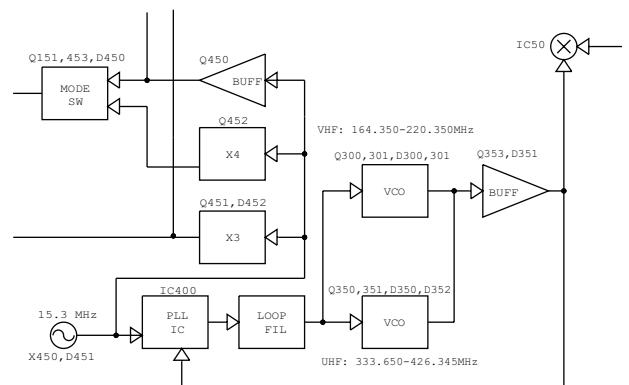 Q151,453,D450
MODE
SW
Q450
BUFF
IC50
Q452
X4
VHF: 164.350-220.350MHz
Q300,301,D300,301
VCO
Q353,D351
BUFF
Q451,D452
X3
15.3 MHz
X450,D451
IC400
PLL
IC
LOOP
FIL
Q350,351,D350,D352
VCO
UHF: 333.650-426.345MHz